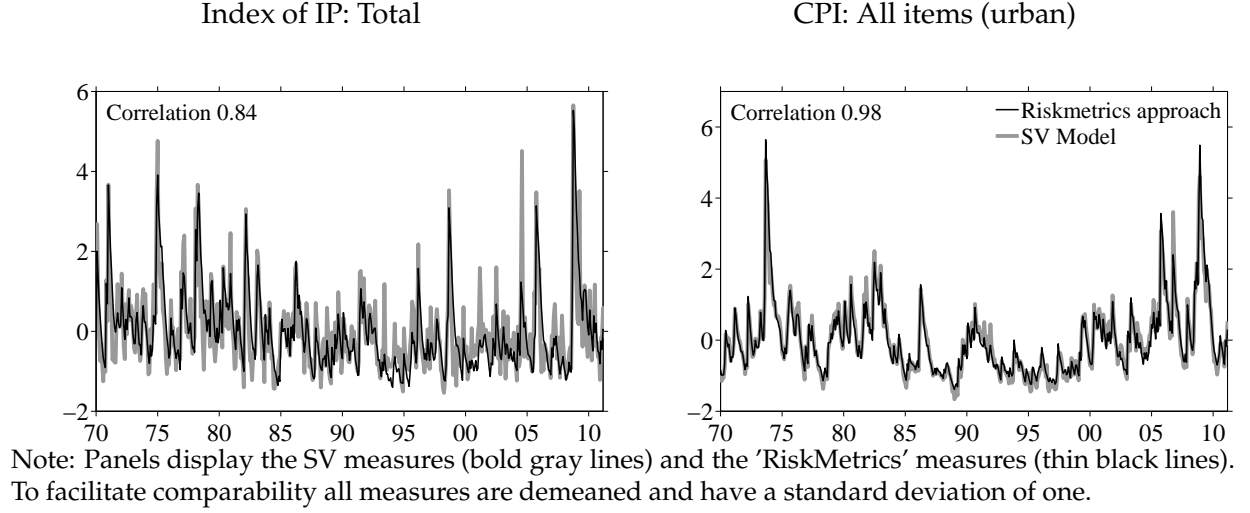 Index of IP: Total
CPI: All items (urban)
6
4
2
0
−2
Correlation 0.84
70 75 80 85 90 95 00 05 10
6
4
2
0
−2
Correlation 0.98
Riskmetrics approach
SV Model
70 75 80 85 90 95 00 05 10
Note: Panels display the SV measures (bold gray lines) and the 'RiskMetrics' measures (thin black lines).
To facilitate comparability all measures are demeaned and have a standard deviation of one.